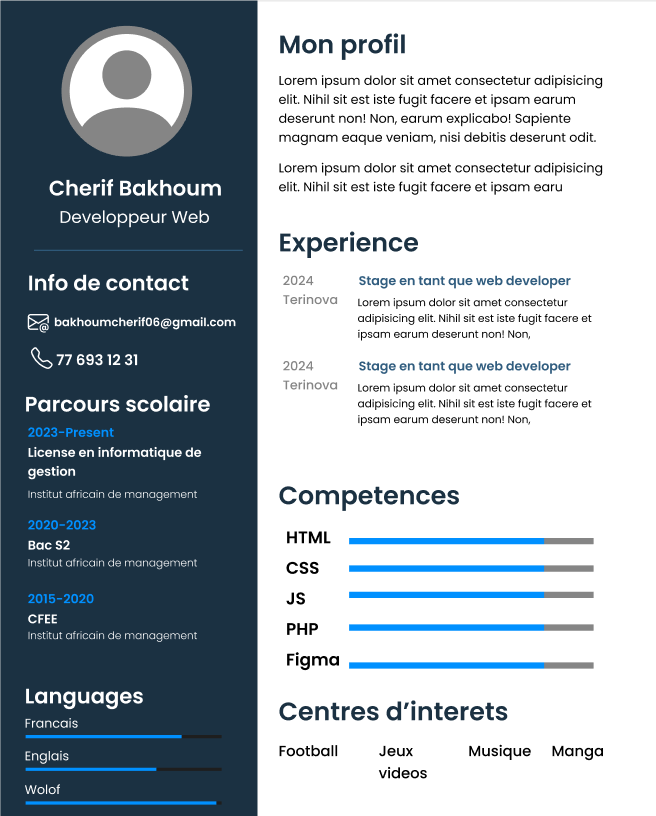 Cherif Bakhoum
Developpeur Web
Info de contact
bakhoumcherif06@gmail.com
77 693 12 31
Parcours scolaire
2023-Present
License en informatique de
gestion
Institut africain de management
2020-2023
Bac S2
Institut africain de management
2015-2020
CFEE
Institut africain de management
Languages
Francais
Englais
Wolof
Mon profil
Lorem ipsum dolor sit amet consectetur adipisicing
elit. Nihil sit est iste fugit facere et ipsam earum
deserunt non! Non, earum explicabo! Sapiente
magnam eaque veniam, nisi debitis deserunt odit.
Lorem ipsum dolor sit amet consectetur adipisicing
elit. Nihil sit est iste fugit facere et ipsam earu
Experience
2024
Terinova
Stage en tant que web developer
Lorem ipsum dolor sit amet consectetur
adipisicing elit. Nihil sit est iste fugit facere et
ipsam earum deserunt non! Non,
2024
Terinova
Stage en tant que web developer
Lorem ipsum dolor sit amet consectetur
adipisicing elit. Nihil sit est iste fugit facere et
ipsam earum deserunt non! Non,
Competences
HTML
CSS
JS
PHP
Figma
Centres d’interets
Football
Jeux
videos
Musique
Manga